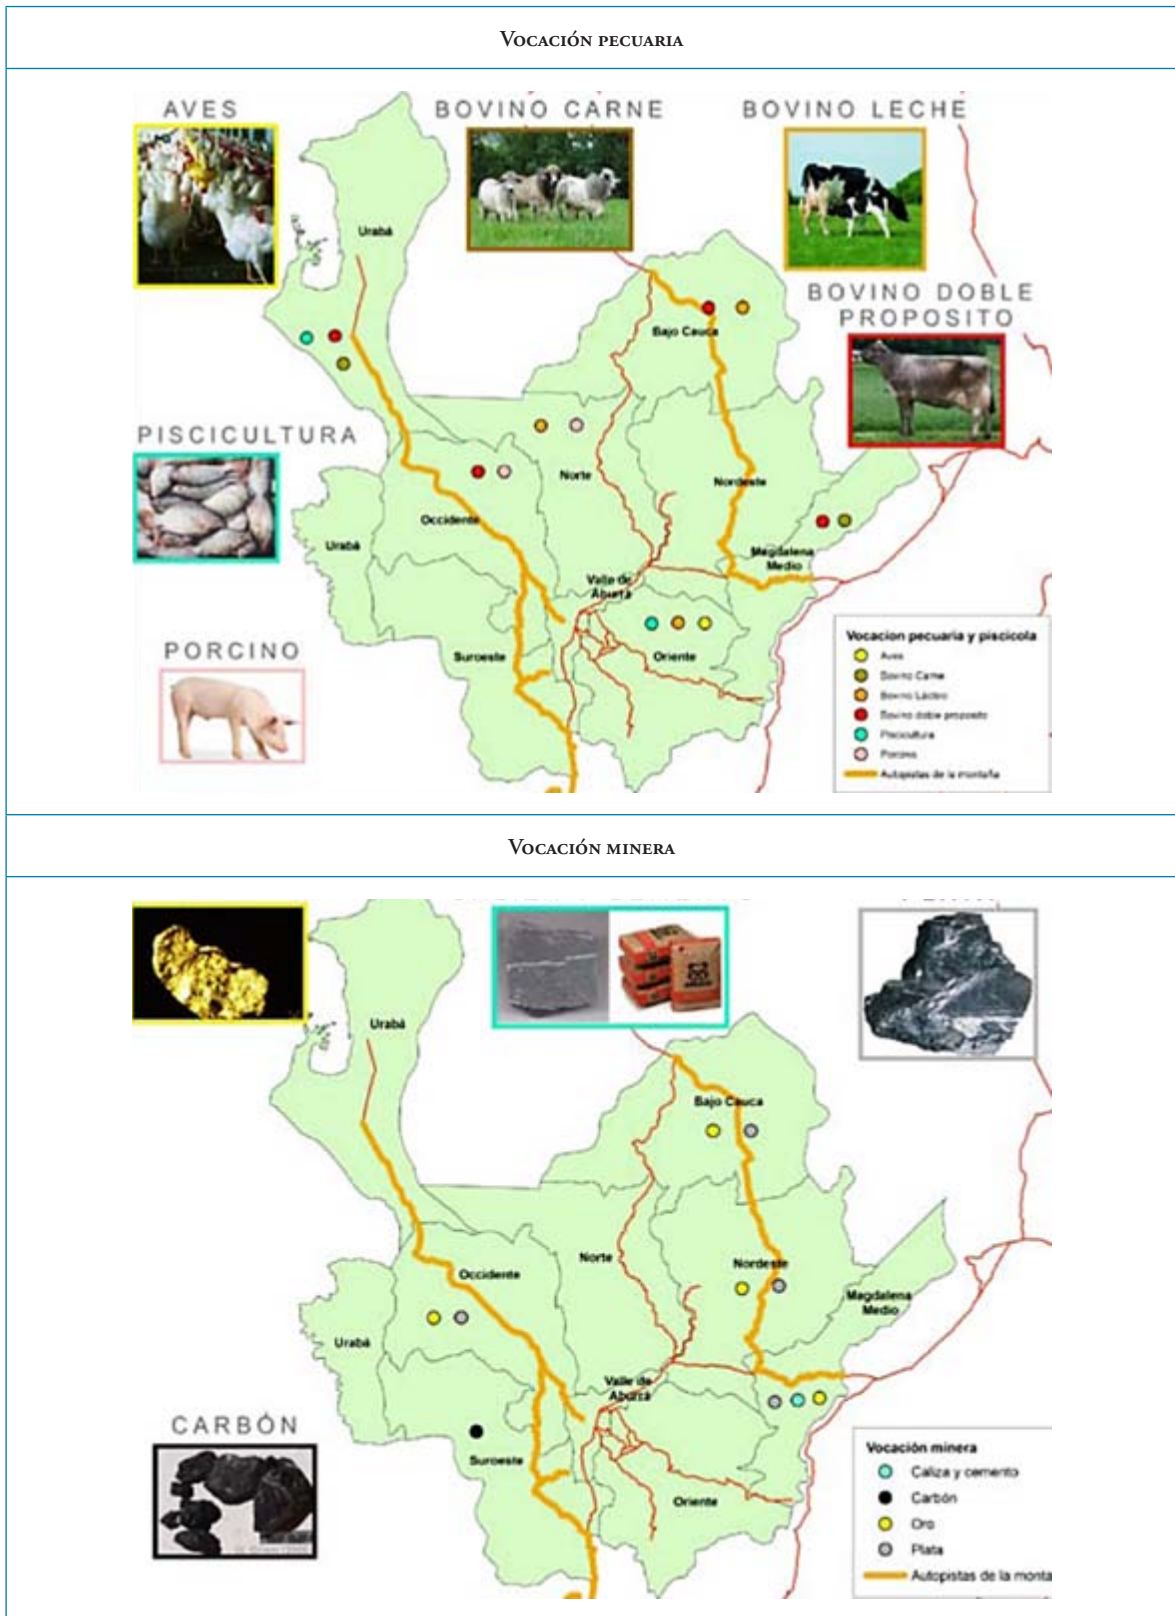 VOCACIÓN PECUARIA
AVES
BOVINO CARNE
BOVINO LECHE
Urabá
BOVINO DOBLE
PROPOSITO
Bajo Cauca
PISCICULTURA
Norte
Nordeste
Occidente
Urabá
Magdalena
Medio
Valle de
Aburrá
Suroeste
Oriente
PORCINO
Vocacion pecuaria y piscicola
Aves
Bovino Carne
Bovino Lácteo
Bovino doble proposito
Piscicultura
Porcino
Autopistas de la montaña
VOCACIÓN MINERA
Urabá
Bajo Cauca
Norte
Nordeste
Occidente
Magdalena
Medio
Urabá
Valle de
Aburrá
CARBÓN
Suroeste
Oriente
Vocación minera
Caliza y cemento
Carbón
Oro
Plata
Autopistas de la monta